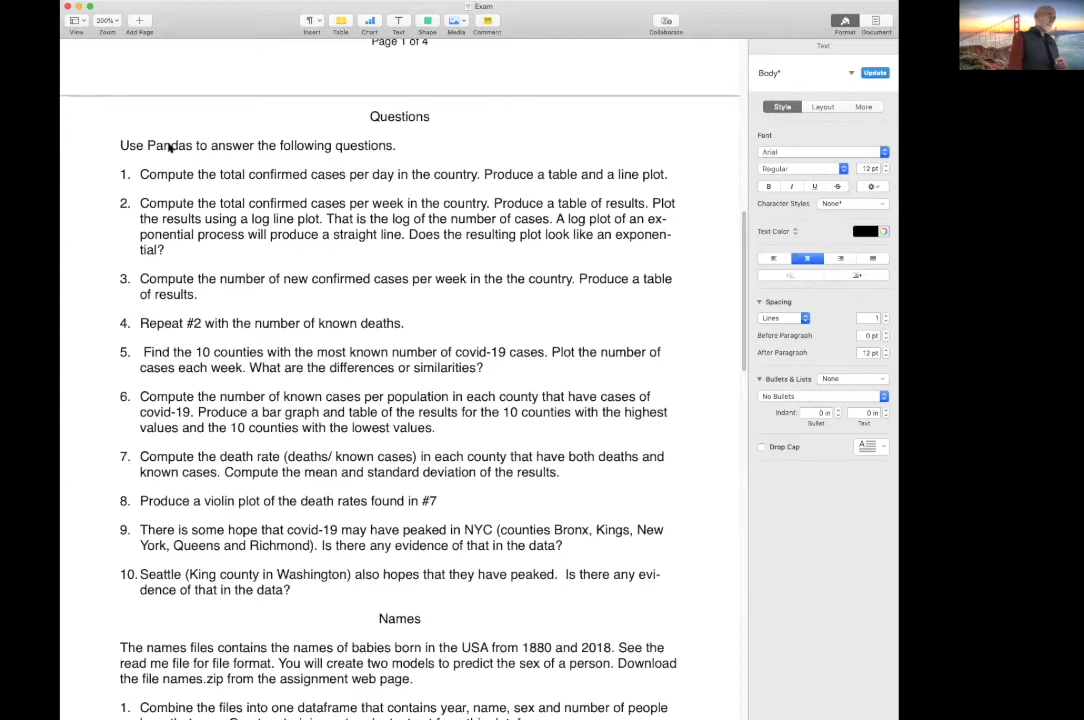 Exam
200%
View
Zoom
Add Page
Insert
Table
Chart
Text
Shape
Media
Comment
Collaborate
Format
Document
Page 1 of 4
Questions
Use Pandas to answer the following questions.
1. Compute the total confirmed cases per day in the country. Produce a table and a line plot.
2. Compute the total confirmed cases per week in the country. Produce a table of results. Plot
the results using a log line plot. That is the log of the number of cases. A log plot of an ex-
ponential process will produce a straight line. Does the resulting plot look like an exponen-
tial?
3. Compute the number of new confirmed cases per week in the the country. Produce a table
of results.
4. Repeat #2 with the number of known deaths.
5. Find the 10 counties with the most known number of covid-19 cases. Plot the number of
cases each week. What are the differences or similarities?
6. Compute the number of known cases per population in each county that have cases of
covid-19. Produce a bar graph and table of the results for the 10 counties with the highest
values and the 10 counties with the lowest values.
7. Compute the death rate (deaths/ known cases) in each county that have both deaths and
known cases. Compute the mean and standard deviation of the results.
8. Produce a violin plot of the death rates found in #7
9. There is some hope that covid-19 may have peaked in NYC (counties Bronx, Kings, New
York, Queens and Richmond). Is there any evidence of that in the data?
10. Seattle (King county in Washington) also hopes that they have peaked. Is there any evi-
dence of that in the data?
Names
The names files contains the names of babies born in the USA from 1880 and 2018. See the
read me file for file format. You will create two models to predict the sex of a person. Download
the file names.zip from the assignment web page.
1. Combine the files into one dataframe that contains year, name, sex and number of people
Text
Body*
Update
Style
Layout
More
Font
Arial
Regular
12 pt
B I U S
Character Styles
None*
Text Color
Spacing
Lines
1
Before Paragraph
0 pt
After Paragraph
12 pt
Bullets & Lists
None
No Bullets
Indent:
0 in
0 in
Bullet
Text
Drop Cap
A